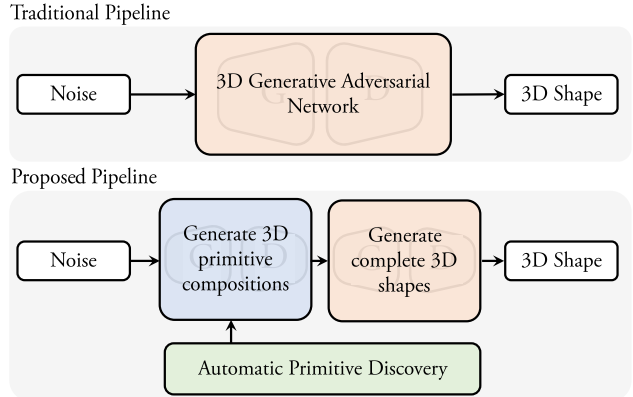 Traditional Pipeline
Noise
3D Generative Adversarial
Network
G
D
3D Shape
Proposed Pipeline
Noise
Generate 3D
primitive
compositions
G
D
Generate
complete 3D
shapes
G
D
3D Shape
Automatic Primitive Discovery